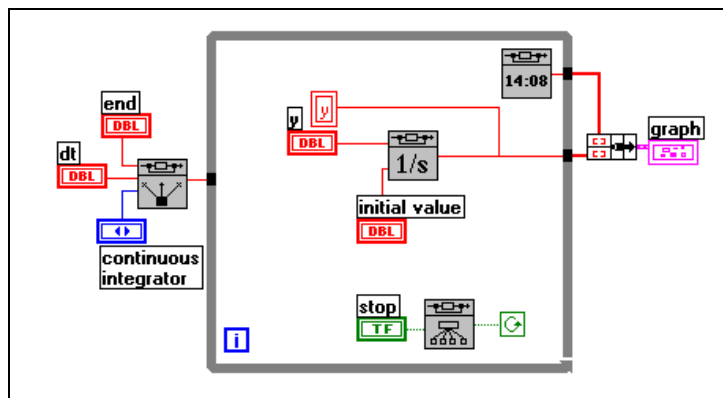 end
DBL
dt
DBL
continuous
integrator
14:08
y
y
DBL
1/s
initial value
DBL
stop
TF
i
graph